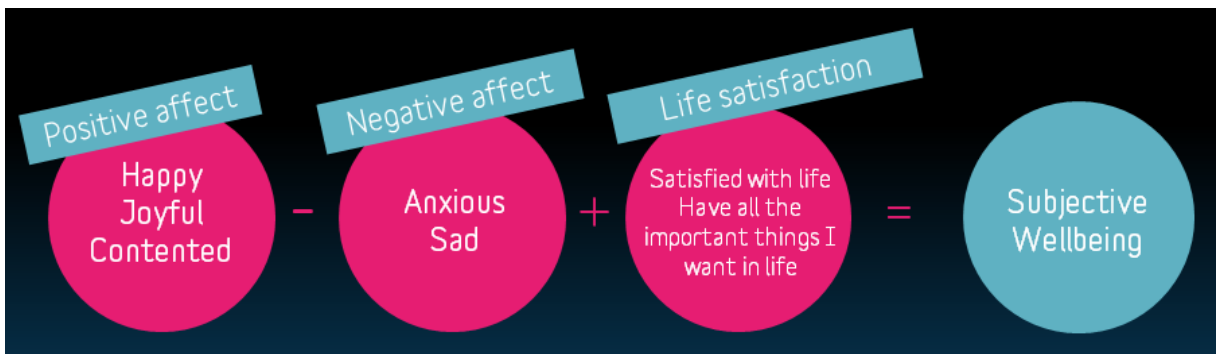 Positive affect
Happy
Joyful
Contented
-
Negative affect
Anxious
Sad
+
Life satisfaction
Satisfied with life
Have all the
important things I
want in life
=
Subjective
Wellbeing